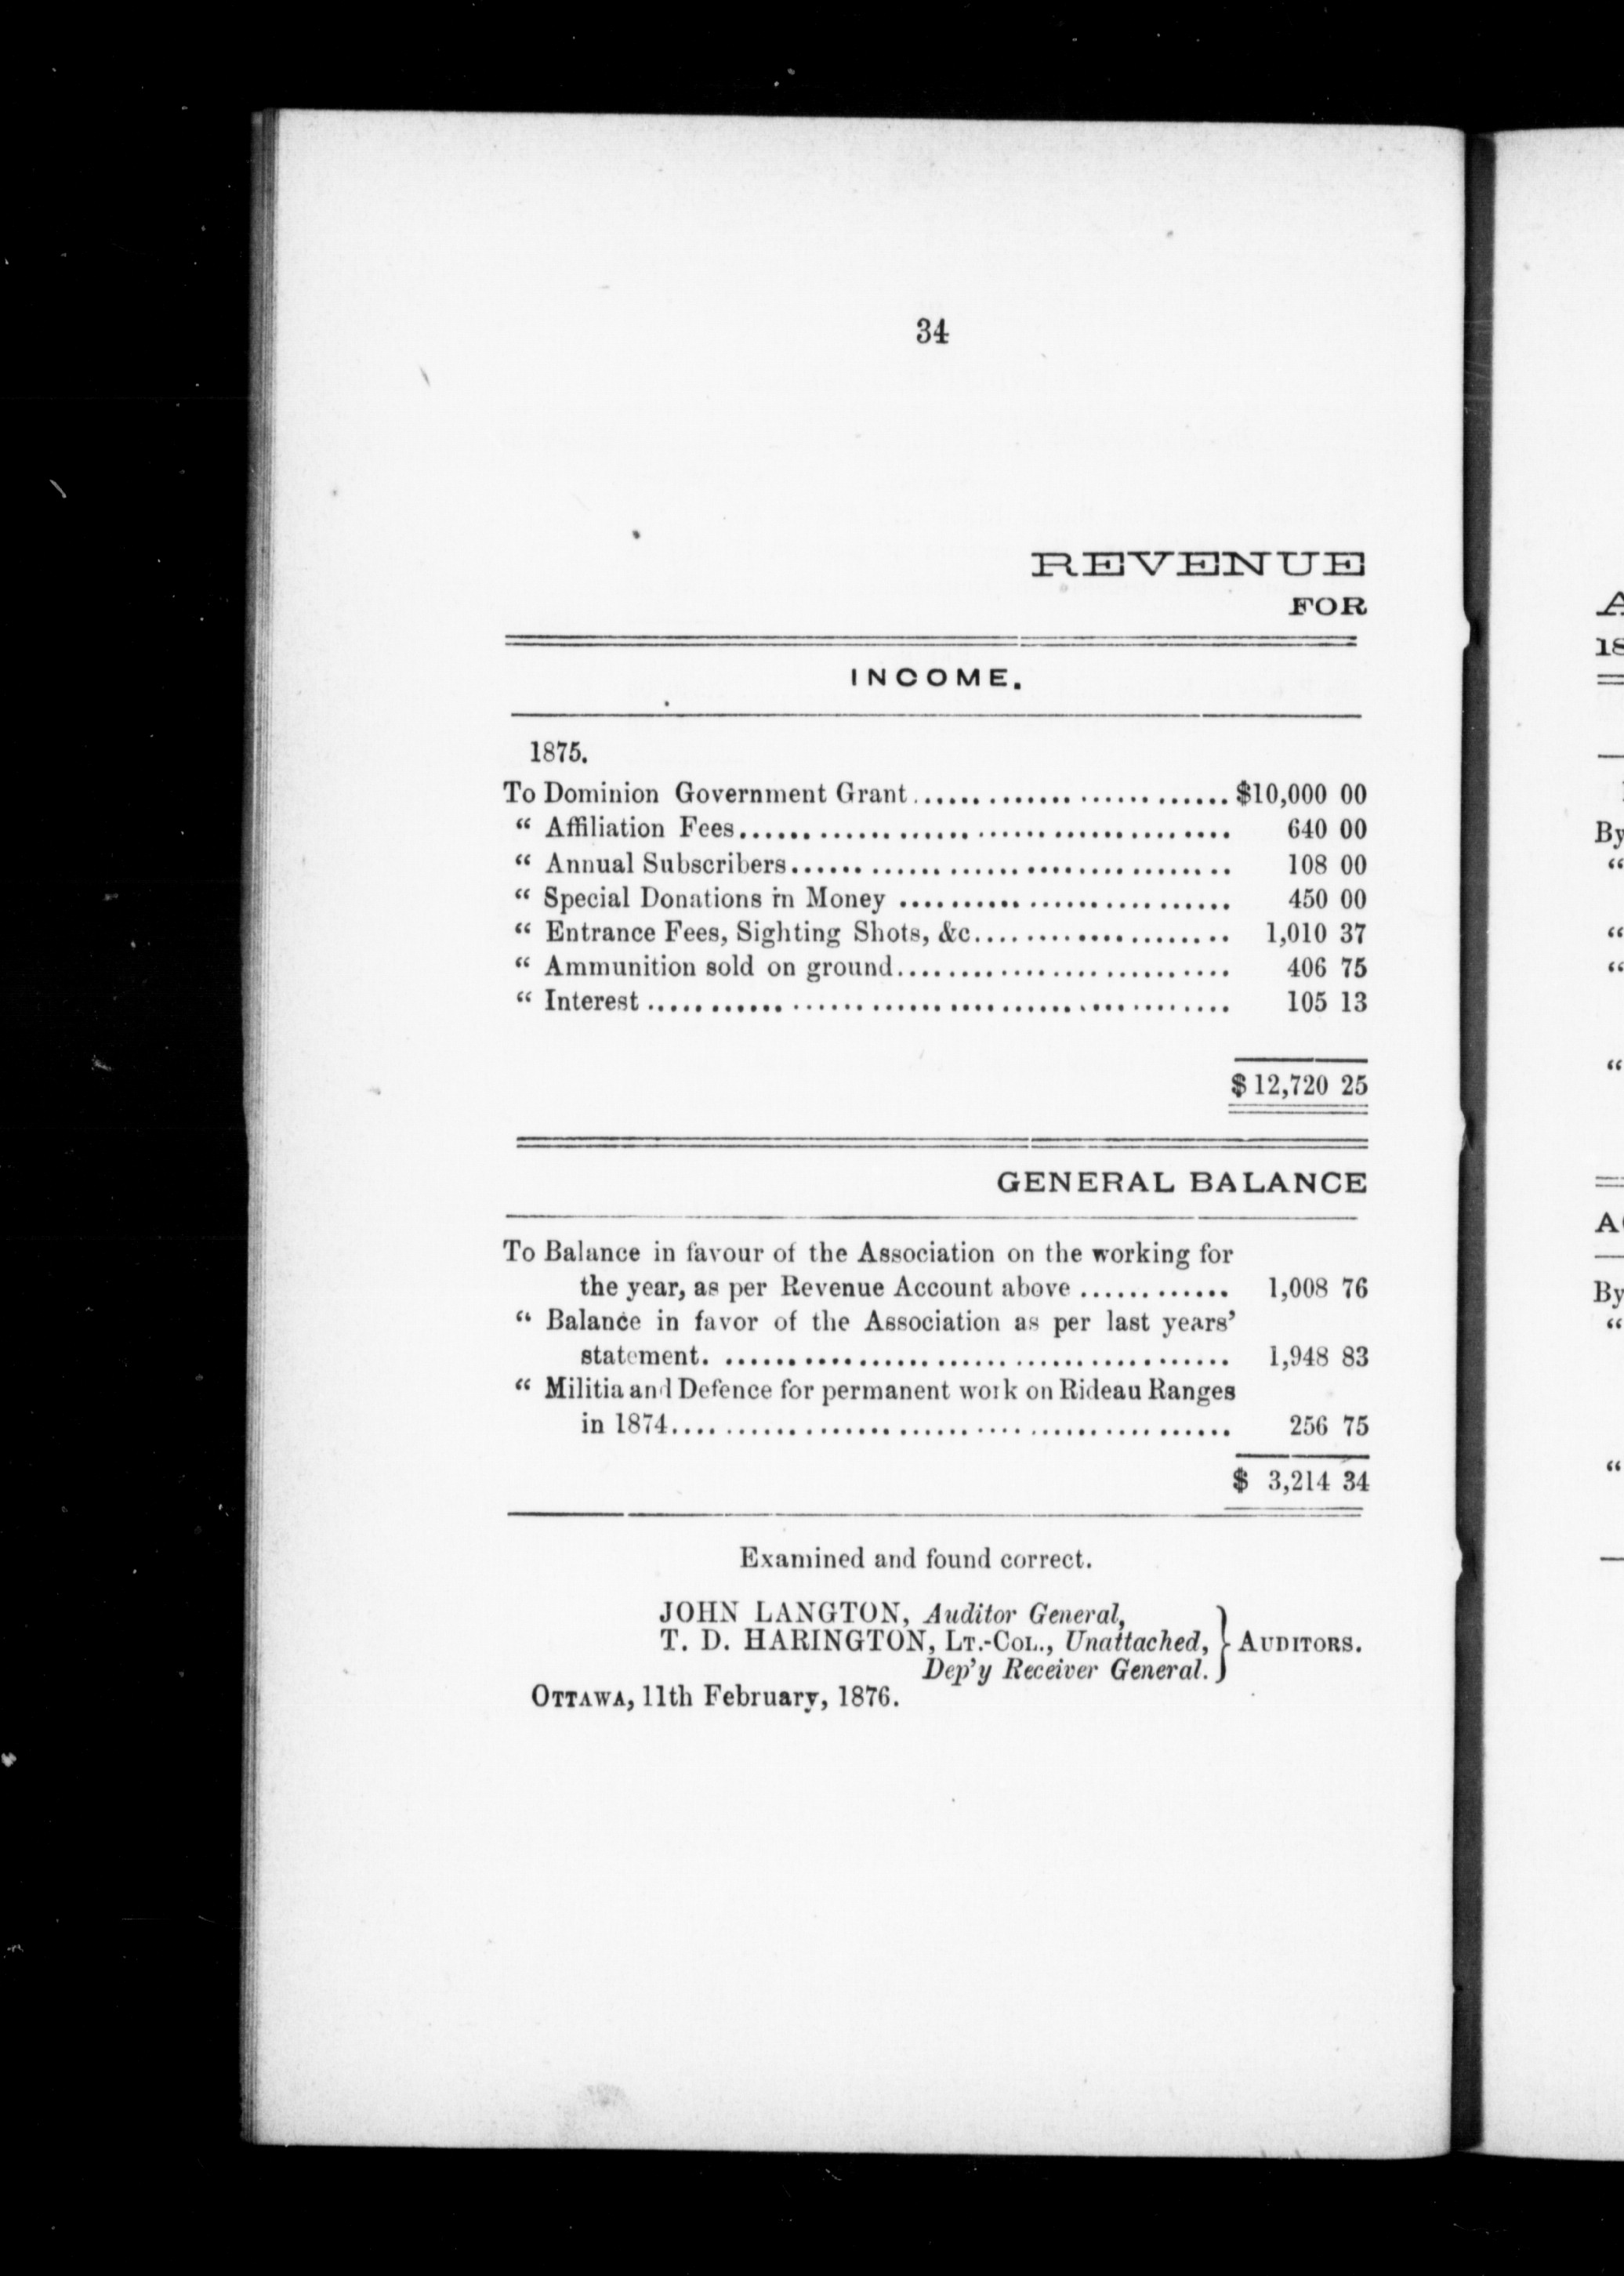 34
REVENUE
FOR
INCOME.
1875.
To Dominion Government Grant.............................. $10,000 00
“ Affiliation Fees.......................................... 640 00
“ Annual Subscribers...................................... 108 00
“ Special Donations in Money ............................ 450 00
“ Entrance Fees, Sighting Shots, &c..................... 1,010 37
“ Ammunition sold on ground............................ 406 75
“ Interest ................................................ 105 13
$ 12,720 25
GENERAL BALANCE
To Balance in favour of the Association on the working for
the year, as per Revenue Account above ............ 1,008 76
“ Balance in favor of the Association as per last years’
statement. .......................................... 1,948 83
“ Militia and Defence for permanent work on Rideau Ranges
in 1874.............................................. 256 75
$ 3,214 34
Examined and found correct.
JOHN LANGTON, Auditor General,
T. D. HARINGTON, LT.-COL., Unattached, } AUDITORS.
Dep’y Receiver General.
OTTAWA, 11th February, 1876.
A
18
By
“
“
“
“
A
By
“
“